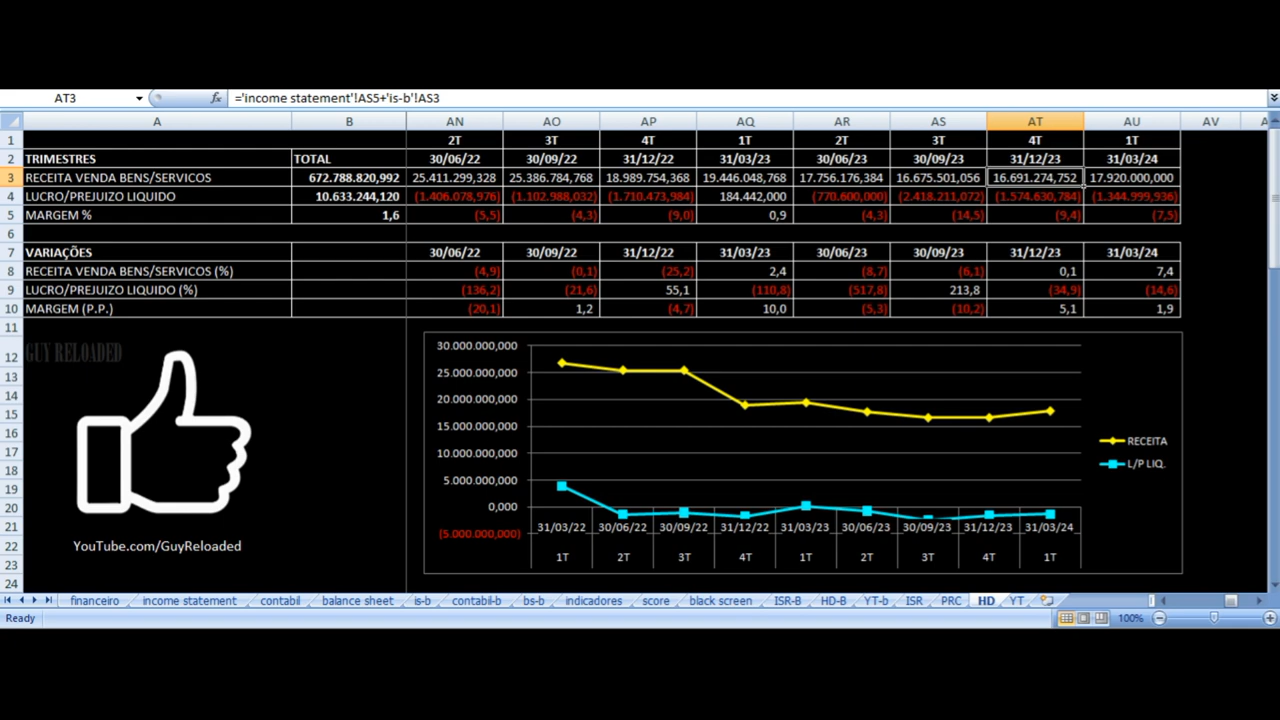 AT3 fx ='income statement'!AS5+'is-b'!AS3
A B AN AO AP AQ AR AS AT AU AV
1 2T 3T 4T 1T 2T 3T 4T 1T
2 TRIMESTRES TOTAL 30/06/22 30/09/22 31/12/22 31/03/23 30/06/23 30/09/23 31/12/23 31/03/24
3 RECEITA VENDA BENS/SERVICOS 672.788.820,992 25.411.299,328 25.386.784,768 18.989.754,368 19.446.048,768 17.756.176,384 16.675.501,056 16.691.274,752 17.920.000,000
4 LUCRO/PREJUIZO LIQUIDO 10.633.244,120 (1.406.078,976) (1.102.988,032) (1.710.473,984) 184.442,000 (770.600,000) (2.418.211,072) (1.574.630,784) (1.344.999,936)
5 MARGEM % 1,6 (5,5) (4,3) (9,0) 0,9 (4,3) (14,5) (9,4) (7,5)
6
7 VARIAÇÕES 30/06/22 30/09/22 31/12/22 31/03/23 30/06/23 30/09/23 31/12/23 31/03/24
8 RECEITA VENDA BENS/SERVICOS (%) (4,9) (0,1) (25,2) 2,4 (8,7) (6,1) 0,1 7,4
9 LUCRO/PREJUIZO LIQUIDO (%) (136,2) (21,6) 55,1 (110,8) (517,8) 213,8 (34,9) (14,6)
10 MARGEM (P.P.) (20,1) 1,2 (4,7) 10,0 (5,3) (10,2) 5,1 1,9
11
12 GUY RELOADED
13
14
15
16
17
18
19
20
21
22
23
24
YouTube.com/GuyReloaded
30.000.000,000
25.000.000,000
20.000.000,000
15.000.000,000
10.000.000,000
5.000.000,000
0,000
(5.000.000,000)
31/03/22 30/06/22 30/09/22 31/12/22 31/03/23 30/06/23 30/09/23 31/12/23 31/03/24
1T 2T 3T 4T 1T 2T 3T 4T 1T
RECEITA
L/P LIQ.
financeiro income statement contabil balance sheet is-b contabil-b bs-b indicadores score black screen ISR-B HD-B YT-b ISR PRC HD YT
Ready 100%